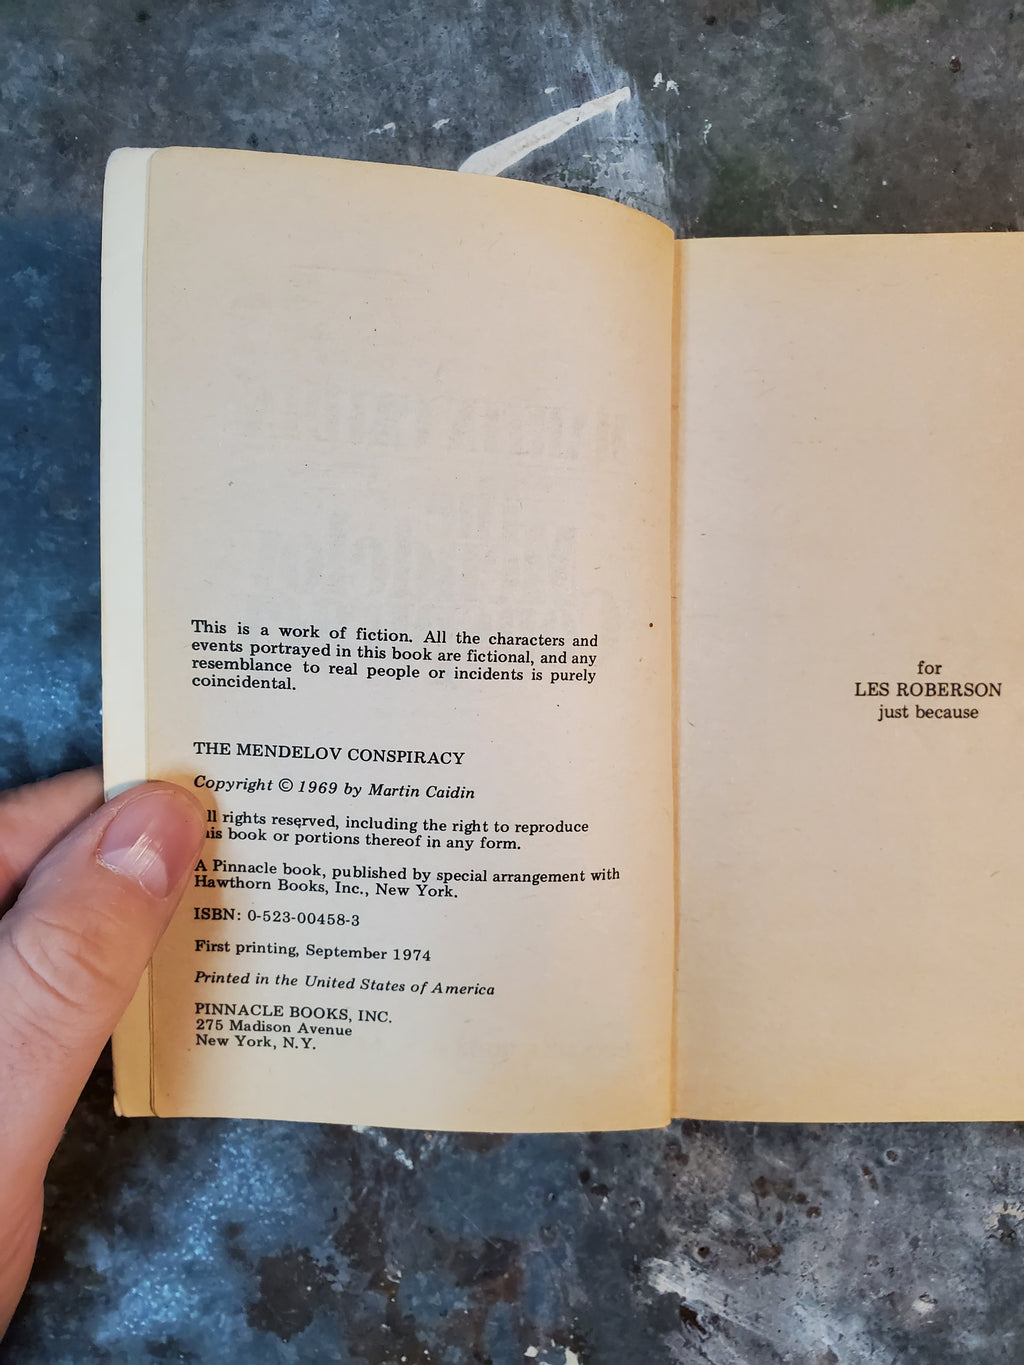 This is a work of fiction. All the characters and
events portrayed in this book are fictional, and any
resemblance to real people or incidents is purely
coincidental.
THE MENDELOV CONSPIRACY
Copyright © 1969 by Martin Caidin
ll rights reserved, including the right to reproduce
his book or portions thereof in any form.
A Pinnacle book, published by special arrangement with
Hawthorn Books, Inc., New York.
ISBN: 0-523-00458-3
First printing, September 1974
Printed in the United States of America
PINNACLE BOOKS, INC.
275 Madison Avenue
New York, N.Y.
for
LES ROBERSON
just because